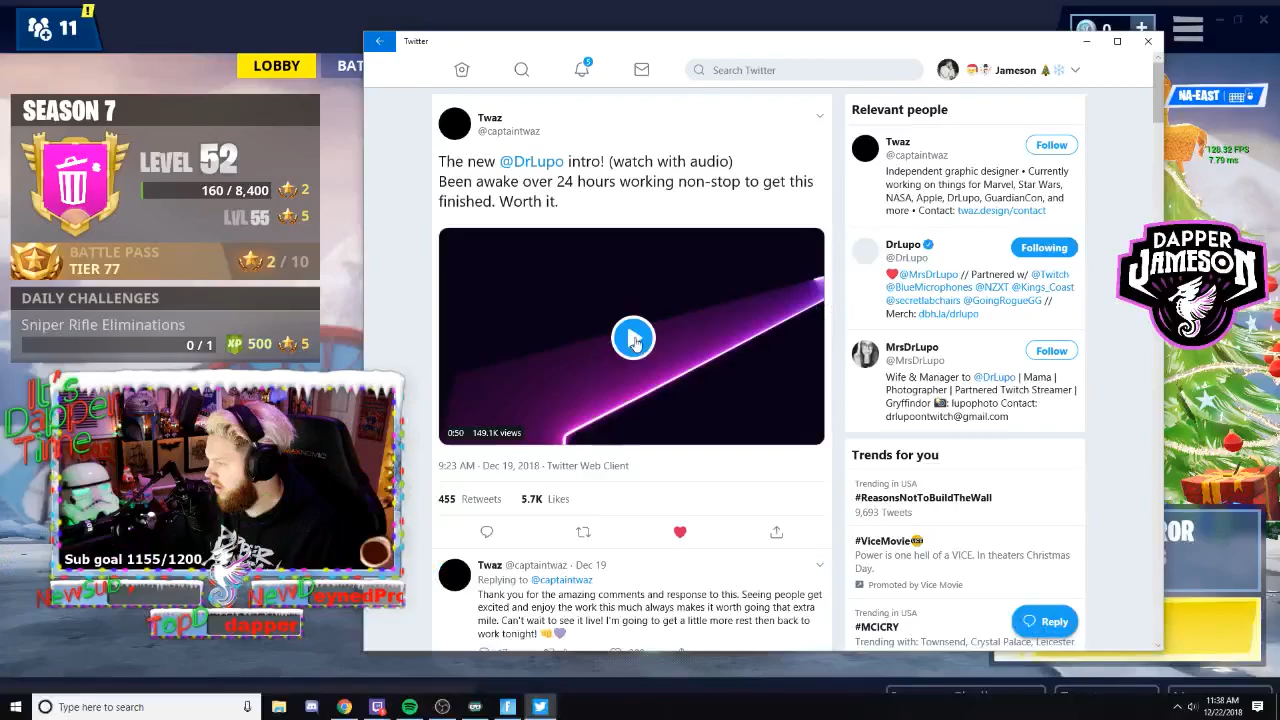 11
!
LOBBY
BAT
SEASON 7
LEVEL 52
160 / 8,400
2
LVL 55
5
BATTLE PASS
TIER 77
2 / 10
DAILY CHALLENGES
Sniper Rifle Eliminations
0 / 1
XP
500
5
Sub goal 1155/1200
dapper
Twitter
5
Search Twitter
Jameson
Twaz
@captaintwaz
The new @DrLupo intro! (watch with audio)
Been awake over 24 hours working non-stop to get this
finished. Worth it.
0:50
149.1K views
9:23 AM · Dec 19, 2018 · Twitter Web Client
455 Retweets 5.7K Likes
Twaz @captaintwaz · Dec 19
Replying to @captaintwaz
Thank you for the amazing comments and response to this. Seeing people get
excited and enjoy the work this much always makes it worth going that extra
mile. Can't wait to see it live! I'm going to get a little more rest then back to
work tonight!
Relevant people
Twaz
@captaintwaz
Follow
Independent graphic designer • Currently
working on things for Marvel, Star Wars,
NASA, Apple, DrLupo, GuardianCon, and
more • Contact: twaz.design/contact
DrLupo
@DrLupo
Following
@MrsDrLupo // Partnered w/ @Twitch
@BlueMicrophones @NZXT @Kings_Coast
@secretlabchairs @GoingRogueGG //
Merch: dbh.la/drlupo
MrsDrLupo
@MrsDrLupo
Follow
Wife & Manager to @DrLupo | Mama |
Photographer | Partnered Twitch Streamer |
Gryffindor : lupophoto Contact:
drlupoontwitch@gmail.com
Trends for you
Trending in USA
#ReasonsNotToBuildTheWall
9,693 Tweets
#ViceMovie
Power is one hell of a VICE. In theaters Christmas
Day.
Promoted by Vice Movie
Trending in USA
#MCICRY
Trending with: Townsend, Crystal Palace, Leicester
Reply
NA-EAST
7.79 ms
DAPPER
JAMESON
Type here to search
11:38 AM
12/22/2018